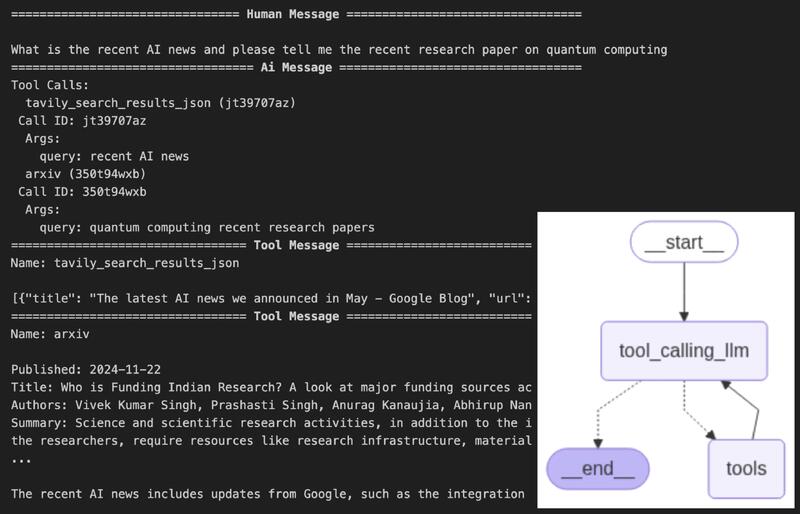 ================================ Human Message =================================
What is the recent AI news and please tell me the recent research paper on quantum computing
================================== Ai Message ==================================
Tool Calls:
tavily_search_results_json (jt39707az)
Call ID: jt39707az
Args:
query: recent AI news
arxiv (350t94wxb)
Call ID: 350t94wxb
Args:
query: quantum computing recent research papers
================================= Tool Message =================================
Name: tavily_search_results_json
[{"title": "The latest AI news we announced in May - Google Blog", "url":
================================= Tool Message =================================
Name: arxiv
Published: 2024-11-22
Title: Who is Funding Indian Research? A look at major funding sources ac
Authors: Vivek Kumar Singh, Prashasti Singh, Anurag Kanaujia, Abhirup Nan
Summary: Science and scientific research activities, in addition to the i
the researchers, require resources like research infrastructure, material
...
The recent AI news includes updates from Google, such as the integration
__start__
tool_calling_llm
__end__
tools